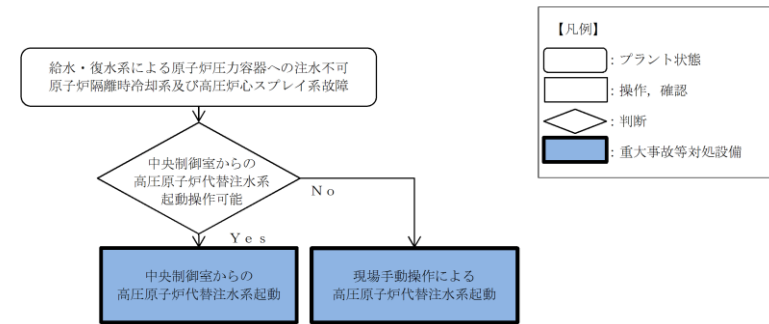 給水・復水系による原子炉圧力容器への注水不可
原子炉隔離時冷却系及び高圧炉心スプレイ系故障
中央制御室からの
高圧原子炉代替注水系
起動操作可能
No
Yes
中央制御室からの
高圧原子炉代替注水系起動
現場手動操作による
高圧原子炉代替注水系起動
【凡例】
：プラント状態
：操作，確認
：判断
：重大事故等対処設備